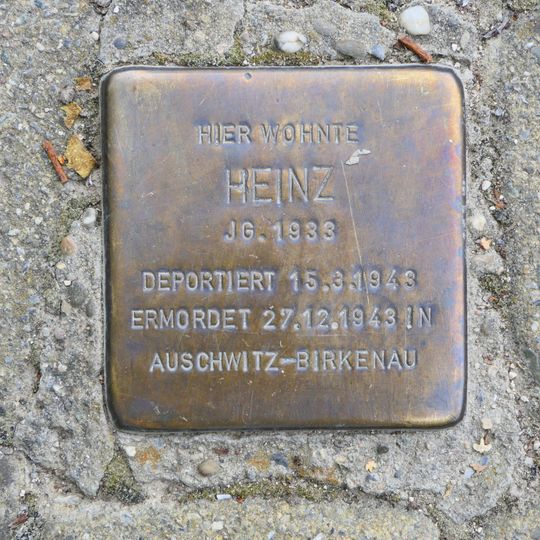 HIER WOHNTE
HEINZ
JG. 1933
DEPORTIERT 15.3.1943
ERMORDET 27.12.1943 IN
AUSCHWITZ-BIRKENAU